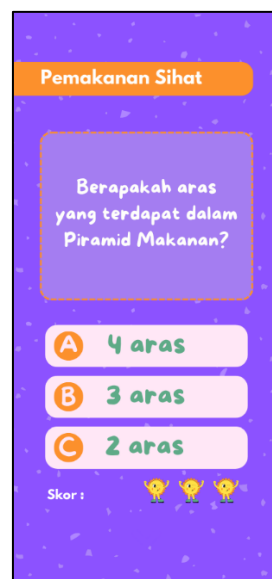 Pemakanan Sihat
Berapakah aras
yang terdapat dalam
Piramid Makanan?
A 4 aras
B 3 aras
C 2 aras
Skor :